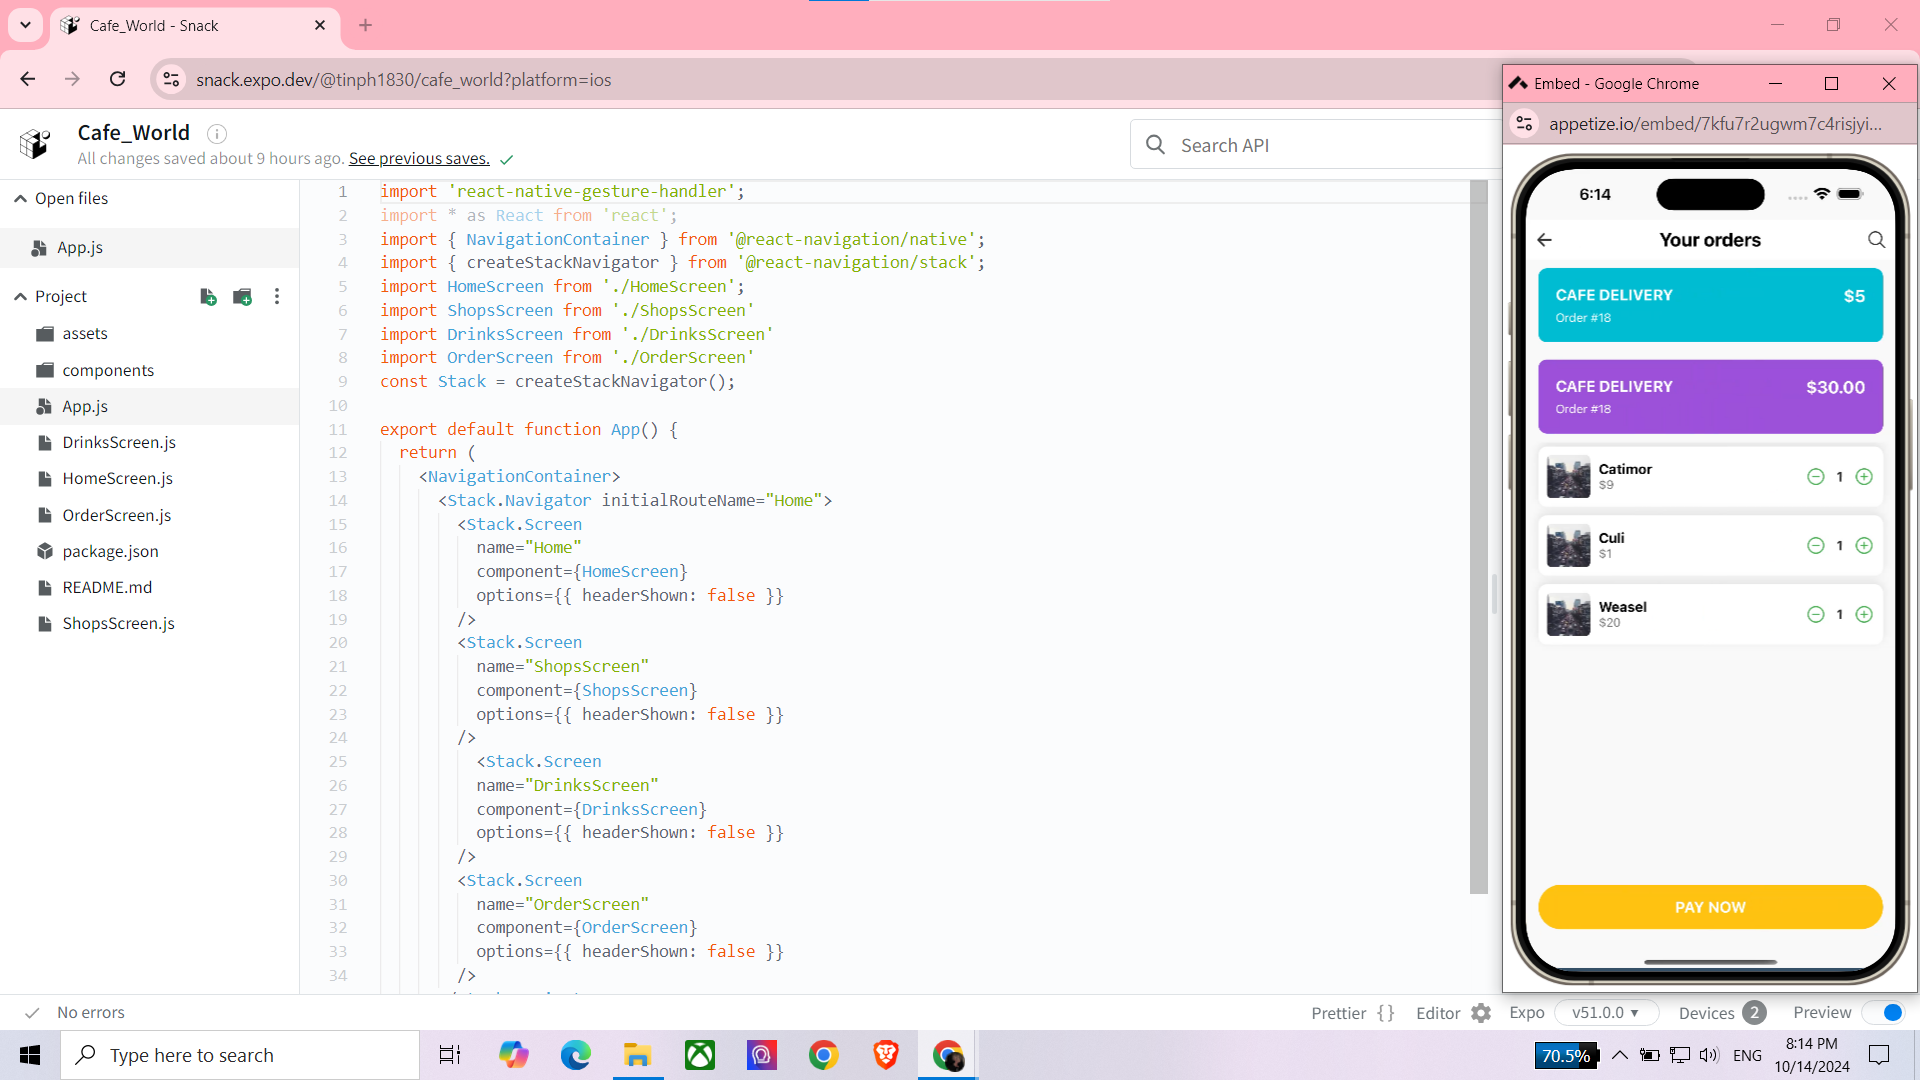 Cafe_World - Snack
snack.expo.dev/@tinph1830/cafe_world?platform=ios
Cafe_World
All changes saved about 9 hours ago. See previous saves.
Search API
Open files
App.js
Project
assets
components
App.js
DrinksScreen.js
HomeScreen.js
OrderScreen.js
package.json
README.md
ShopsScreen.js
1 import 'react-native-gesture-handler';
2 import * as React from 'react';
3 import { NavigationContainer } from '@react-navigation/native';
4 import { createStackNavigator } from '@react-navigation/stack';
5 import HomeScreen from './HomeScreen';
6 import ShopsScreen from './ShopsScreen'
7 import DrinksScreen from './DrinksScreen'
8 import OrderScreen from './OrderScreen'
9 const Stack = createStackNavigator();
10
11 export default function App() {
12 return (
13 <NavigationContainer>
14 <Stack.Navigator initialRouteName="Home">
15 <Stack.Screen
16 name="Home"
17 component={HomeScreen}
18 options={{ headerShown: false }}
19 />
20 <Stack.Screen
21 name="ShopsScreen"
22 component={ShopsScreen}
23 options={{ headerShown: false }}
24 />
25 <Stack.Screen
26 name="DrinksScreen"
27 component={DrinksScreen}
28 options={{ headerShown: false }}
29 />
30 <Stack.Screen
31 name="OrderScreen"
32 component={OrderScreen}
33 options={{ headerShown: false }}
34 />
Embed - Google Chrome
appetize.io/embed/7kfu7r2ugwm7c4risjyi...
6:14
Your orders
CAFE DELIVERY $5
Order #18
CAFE DELIVERY $30.00
Order #18
Catimor
$9
1
Culi
$1
1
Weasel
$20
1
PAY NOW
No errors
Prettier {} Editor Expo v51.0.0 Devices 2 Preview
Type here to search
70.5%
ENG
8:14 PM
10/14/2024